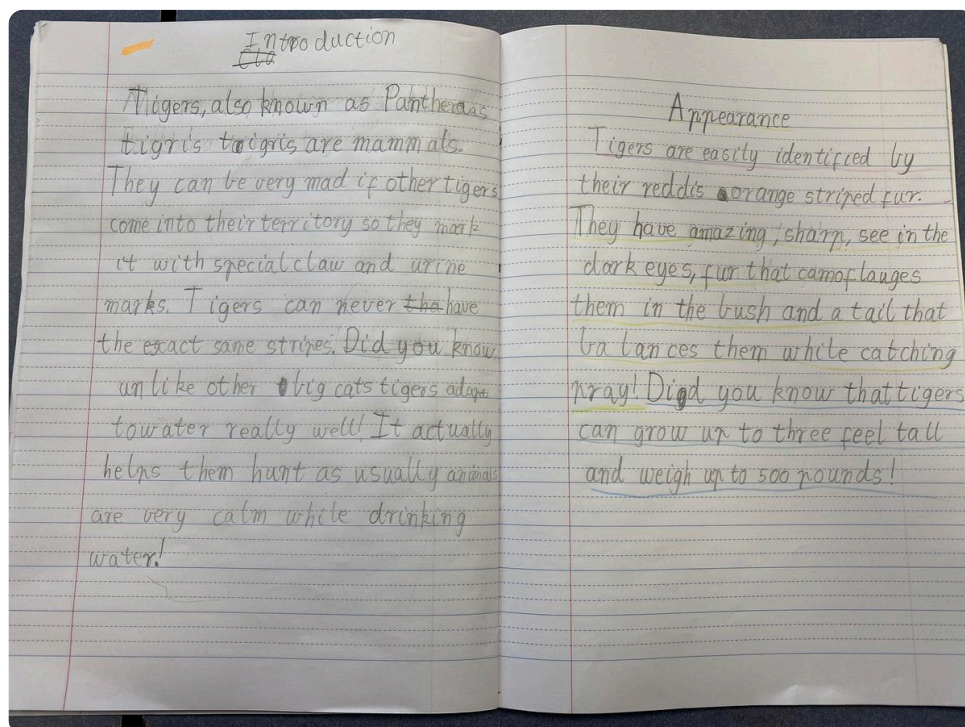 Introduction
Tigers, also known as Pantheraas
tigris tigris are mammals.
They can be very mad if other tigers
come into their territory so they mark
it with special claw and urine
marks. Tigers can never tha have
the exact same stripes. Did you know
unlike other big cats tigers adapt
to water really well! It actually
helps them hunt as usually animals
are very calm while drinking
water!
Appearance
Tigers are easily identified by
their reddis orange striped fur.
They have amazing, sharp, see in the
dark eyes, fur that camoflauges
them in the bush and a tail that
balances them while catching
pray! Did you know that tigers
can grow up to three feel tall
and weigh up to 500 pounds!